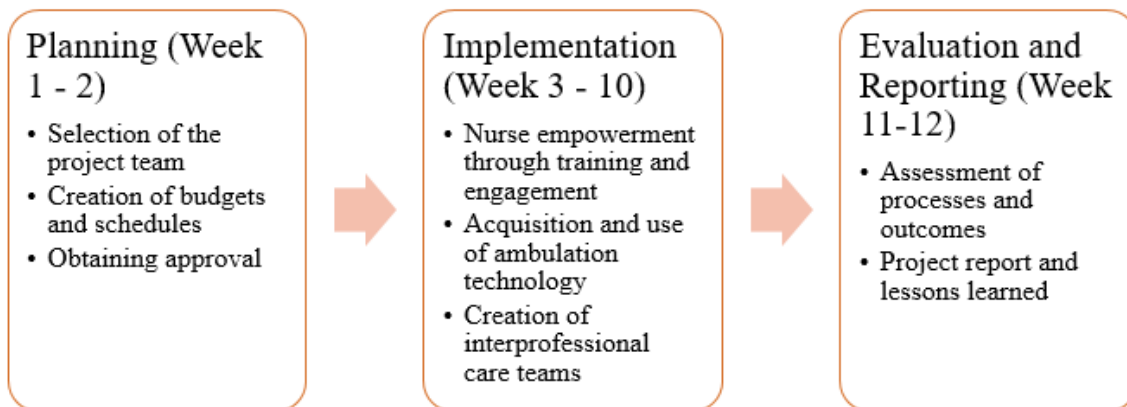 Planning (Week
1 - 2)
• Selection of the
project team
• Creation of budgets
and schedules
• Obtaining approval
Implementation
(Week 3 - 10)
• Nurse empowerment
through training and
engagement
• Acquisition and use
of ambulation
technology
• Creation of
interprofessional
care teams
Evaluation and
Reporting (Week
11-12)
• Assessment of
processes and
outcomes
• Project report and
lessons learned